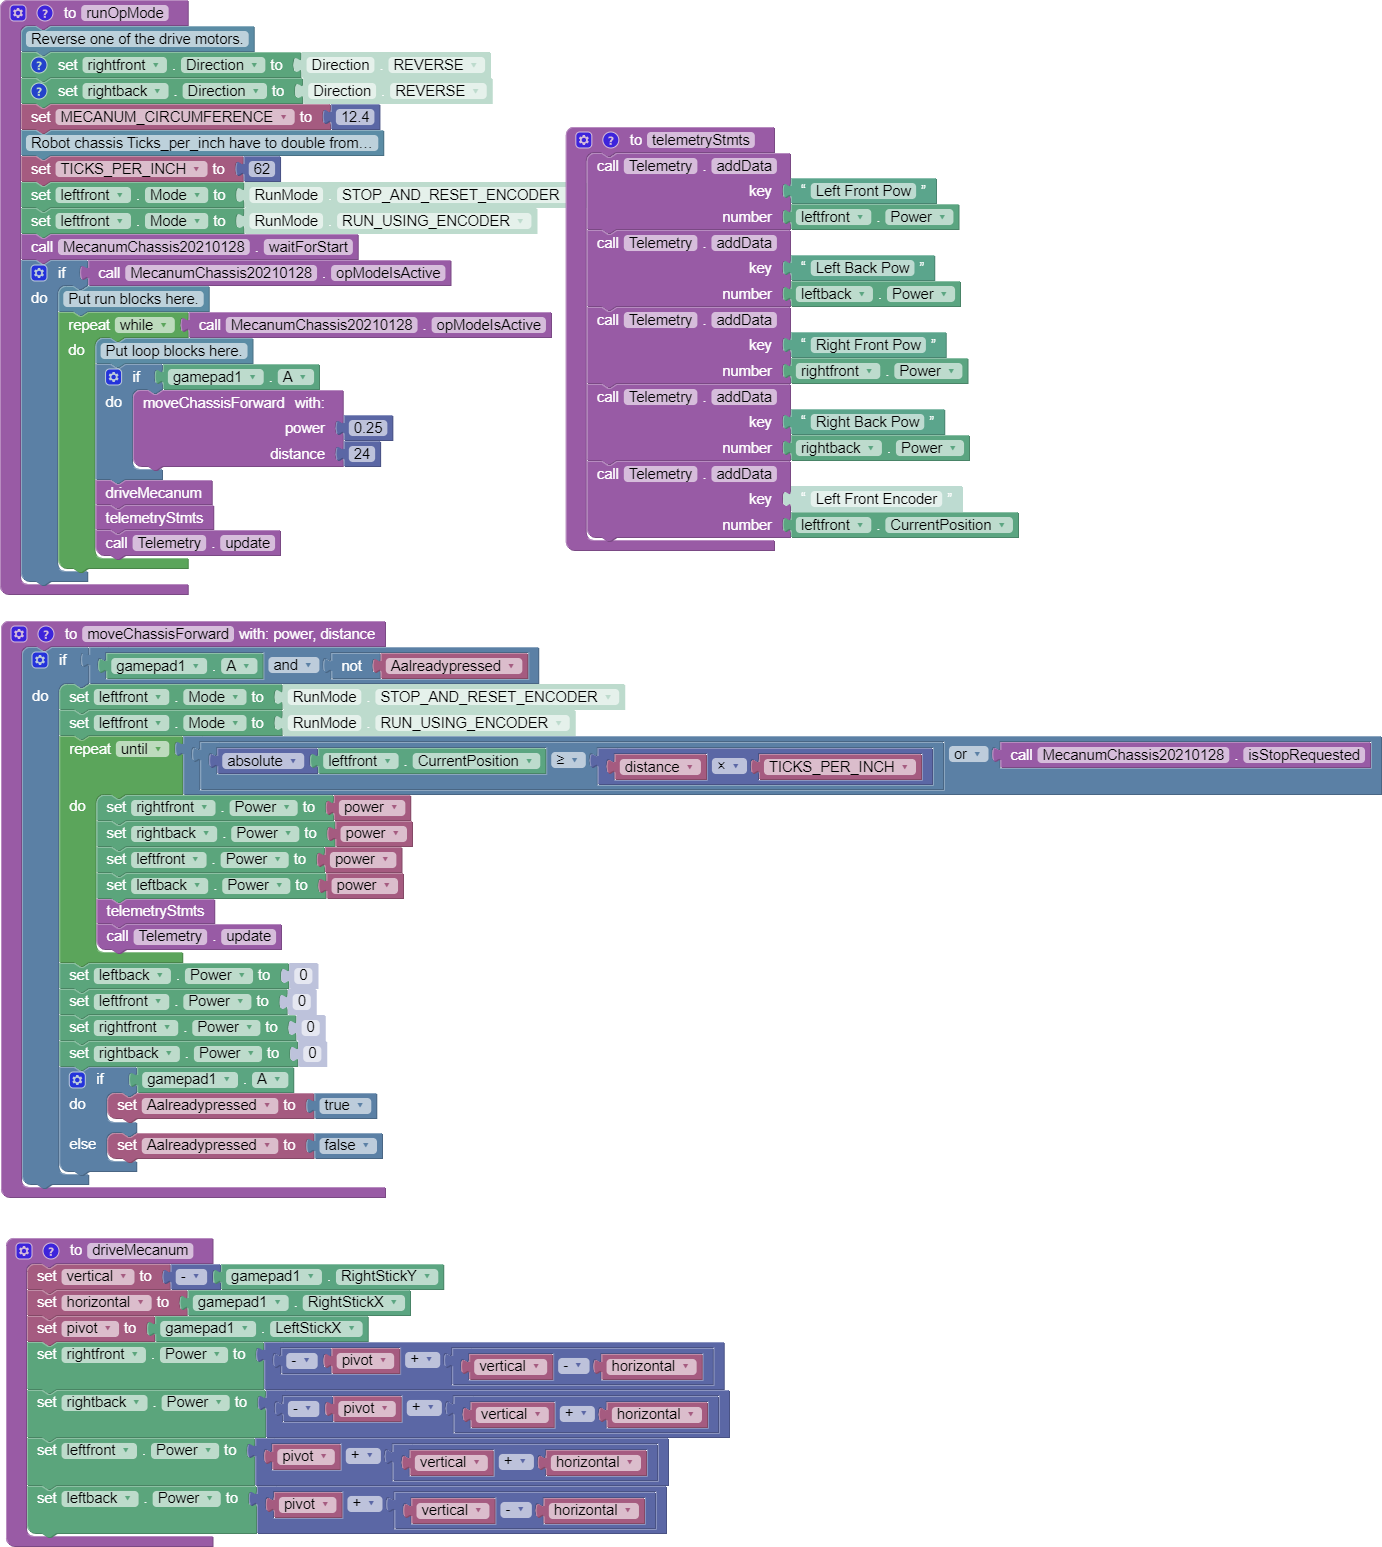 to runOpMode
Reverse one of the drive motors.
set rightfront . Direction to Direction . REVERSE
set rightback . Direction to Direction . REVERSE
set MECANUM_CIRCUMFERENCE to 12.4
Robot chassis Ticks_per_inch have to double from...
set TICKS_PER_INCH to 62
set leftfront . Mode to RunMode . STOP_AND_RESET_ENCODER
set leftfront . Mode to RunMode . RUN_USING_ENCODER
call MecanumChassis20210128 . waitForStart
if call MecanumChassis20210128 . opModeIsActive
do Put run blocks here.
repeat while call MecanumChassis20210128 . opModeIsActive
do Put loop blocks here.
if gamepad1 . A
do moveChassisForward with:
power 0.25
distance 24
driveMecanum
telemetryStmts
call Telemetry . update
to telemetryStmts
call Telemetry . addData
key “ Left Front Pow ”
number leftfront . Power
call Telemetry . addData
key “ Left Back Pow ”
number leftback . Power
call Telemetry . addData
key “ Right Front Pow ”
number rightfront . Power
call Telemetry . addData
key “ Right Back Pow ”
number rightback . Power
call Telemetry . addData
key “ Left Front Encoder ”
number leftfront . CurrentPosition
to moveChassisForward with: power, distance
if gamepad1 . A and not Aalreadypressed
do set leftfront . Mode to RunMode . STOP_AND_RESET_ENCODER
set leftfront . Mode to RunMode . RUN_USING_ENCODER
repeat until absolute leftfront . CurrentPosition ≥ distance × TICKS_PER_INCH or call MecanumChassis20210128 . isStopRequested
do set rightfront . Power to power
set rightback . Power to power
set leftfront . Power to power
set leftback . Power to power
telemetryStmts
call Telemetry . update
set leftback . Power to 0
set leftfront . Power to 0
set rightfront . Power to 0
set rightback . Power to 0
if gamepad1 . A
do set Aalreadypressed to true
else set Aalreadypressed to false
to driveMecanum
set vertical to - gamepad1 . RightStickY
set horizontal to gamepad1 . RightStickX
set pivot to gamepad1 . LeftStickX
set rightfront . Power to - pivot + vertical - horizontal
set rightback . Power to - pivot + vertical + horizontal
set leftfront . Power to pivot + vertical + horizontal
set leftback . Power to pivot + vertical - horizontal